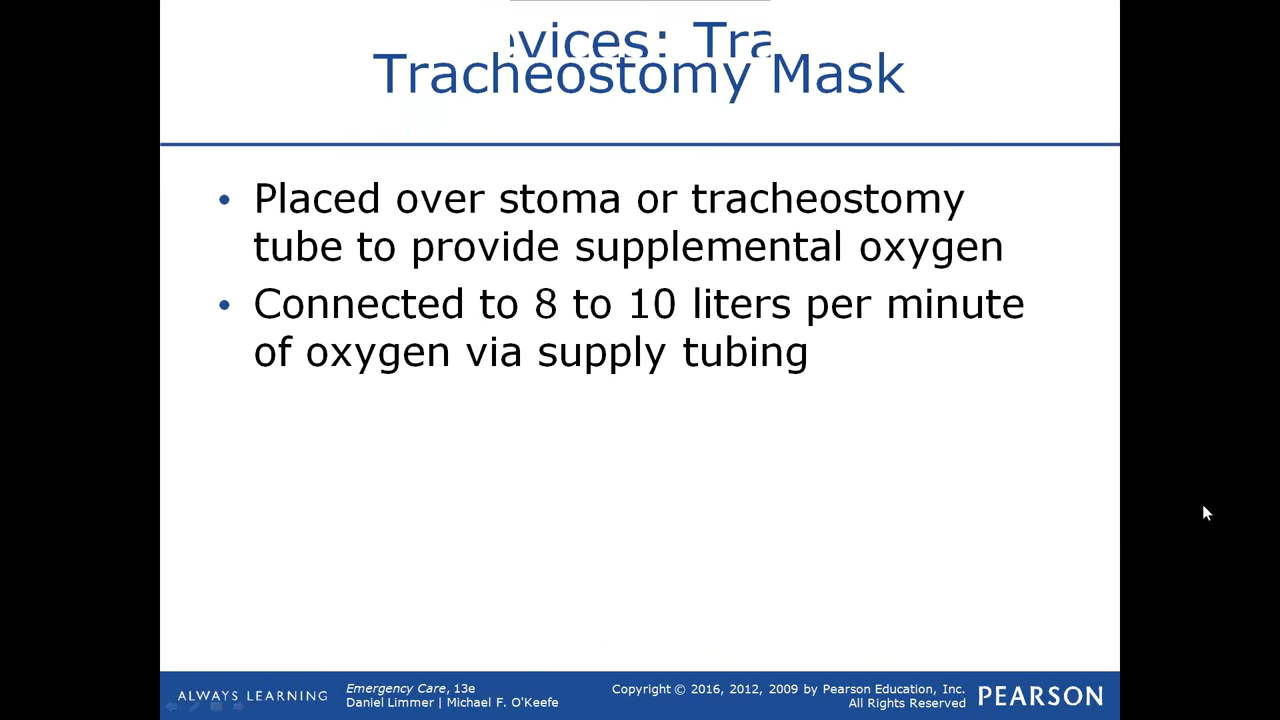 Tracheostomy Mask
• Placed over stoma or tracheostomy
tube to provide supplemental oxygen
• Connected to 8 to 10 liters per minute
of oxygen via supply tubing
ALWAYS LEARNING
Emergency Care, 13e
Daniel Limmer | Michael F. O'Keefe
Copyright © 2016, 2012, 2009 by Pearson Education, Inc.
All Rights Reserved
PEARSON